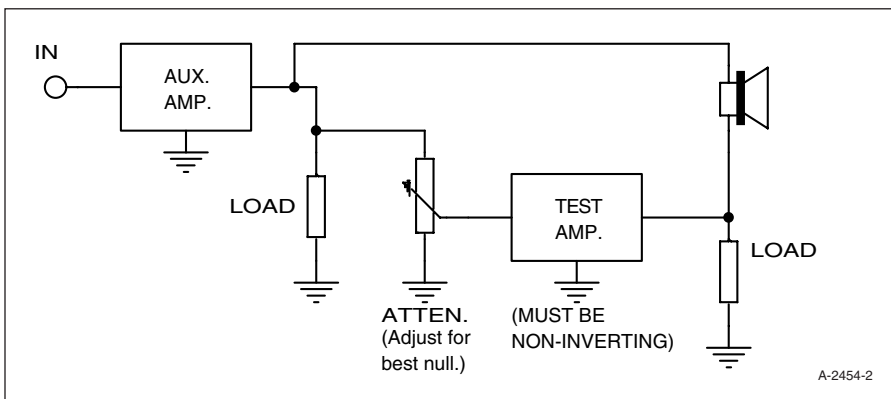 IN
AUX.
AMP.
LOAD
TEST
AMP.
LOAD
ATTEN.
(Adjust for
best null.)
(MUST BE
NON-INVERTING)
A-2454-2